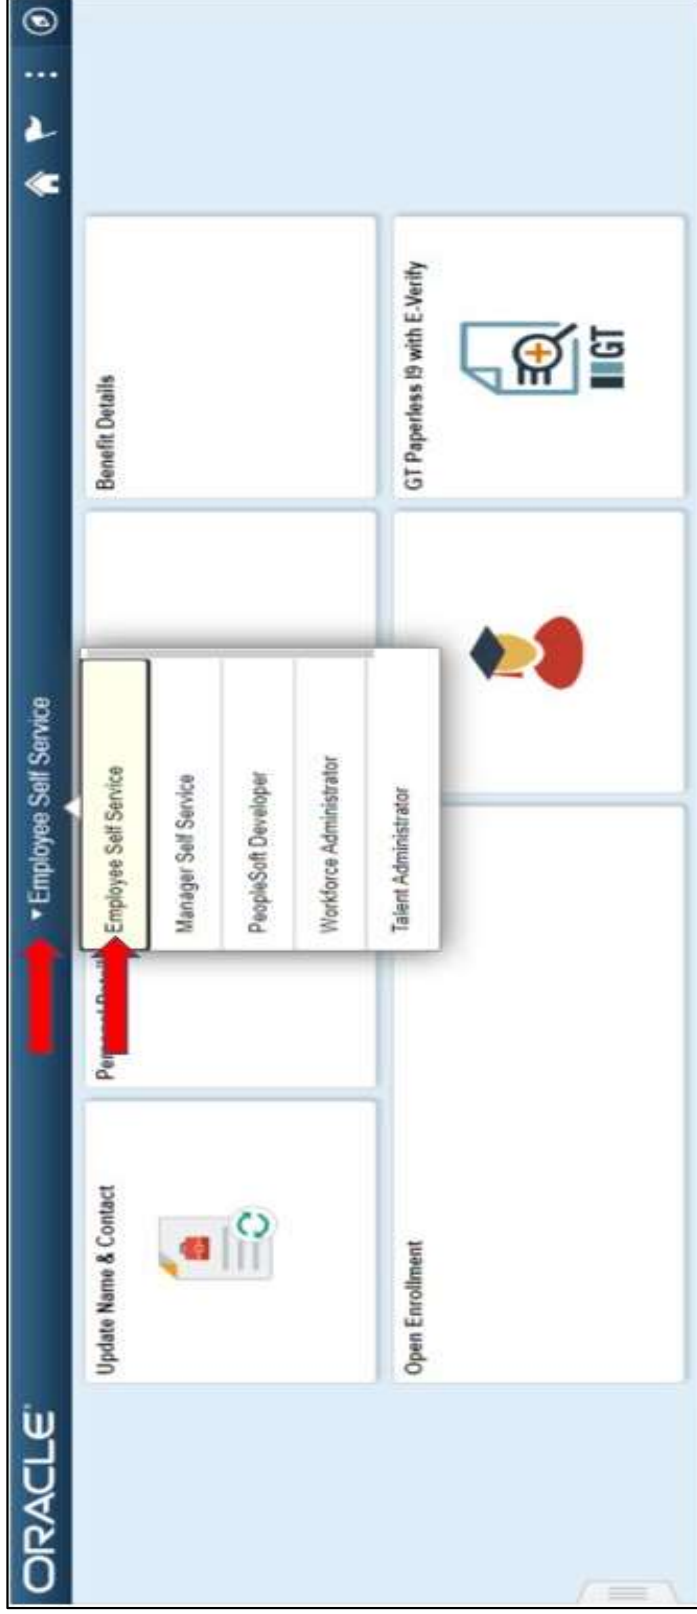 ORACLE
▾ Employee Self Service
Update Name & Contact
Benefit Details
Employee Self Service
Manager Self Service
PeopleSoft Developer
Workforce Administrator
Talent Administrator
Open Enrollment
GT Paperless I9 with E-Verify
GT